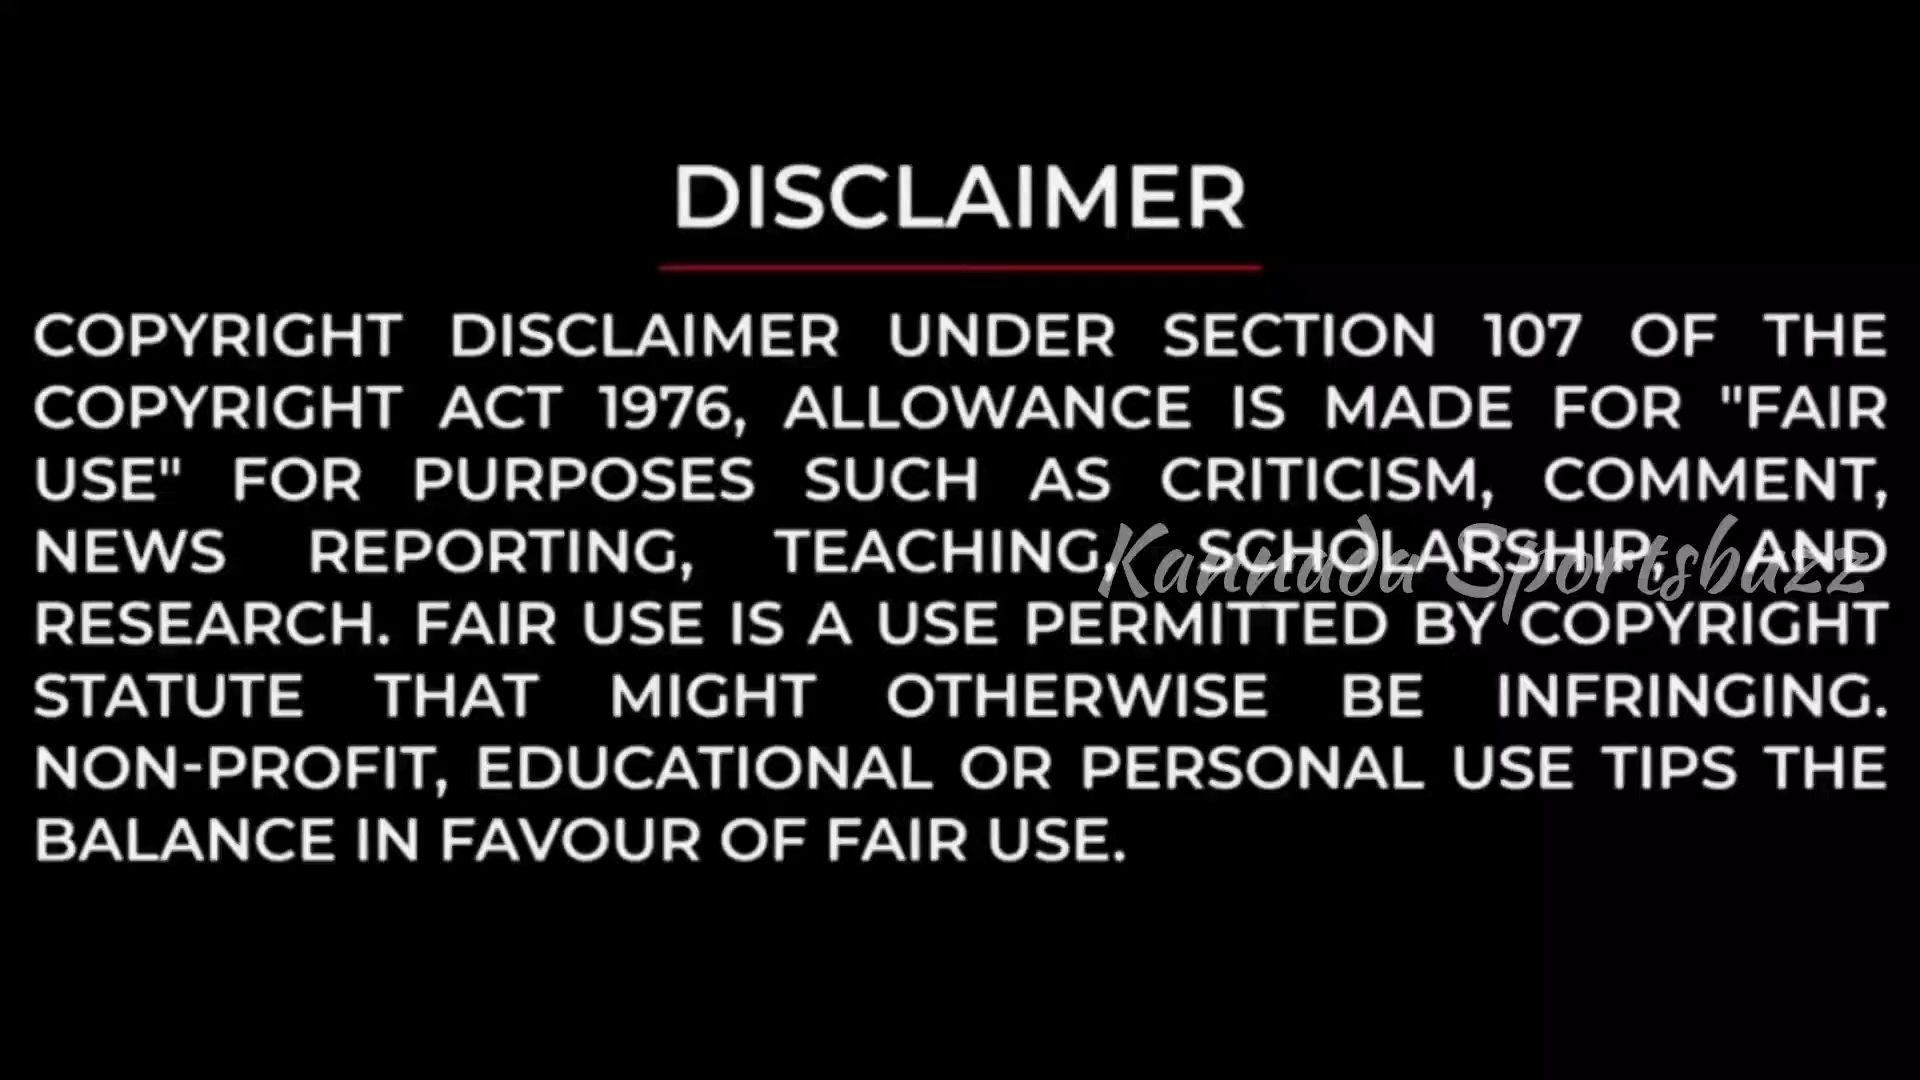 DISCLAIMER
COPYRIGHT DISCLAIMER UNDER SECTION 107 OF THE
COPYRIGHT ACT 1976, ALLOWANCE IS MADE FOR "FAIR
USE" FOR PURPOSES SUCH AS CRITICISM, COMMENT,
NEWS REPORTING, TEACHING, SCHOLARSHIP, AND
Kannada Sportsbuzz
RESEARCH. FAIR USE IS A USE PERMITTED BY COPYRIGHT
STATUTE THAT MIGHT OTHERWISE BE INFRINGING.
NON-PROFIT, EDUCATIONAL OR PERSONAL USE TIPS THE
BALANCE IN FAVOUR OF FAIR USE.